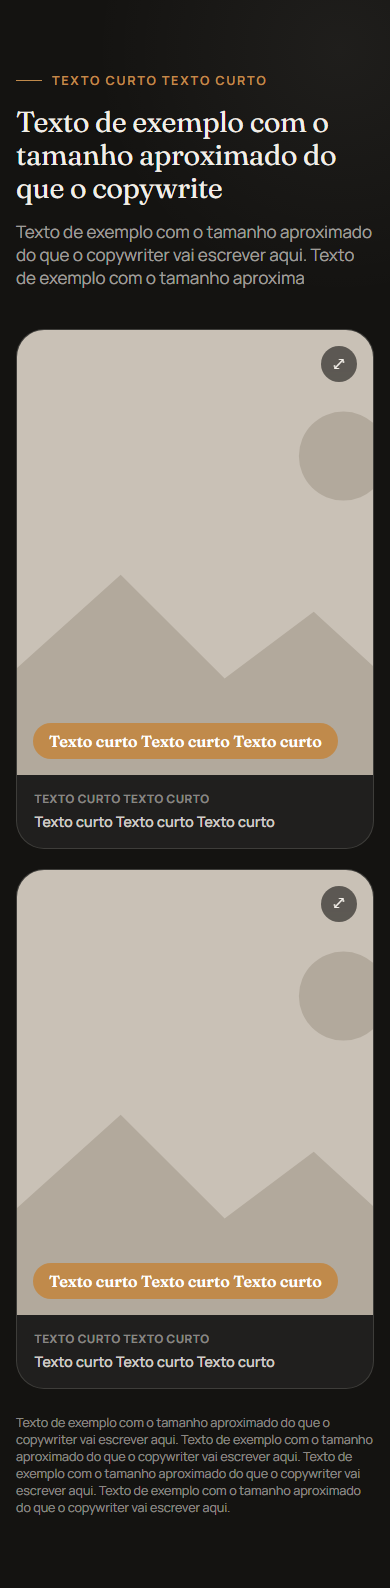 TEXTO CURTO TEXTO CURTO
Texto de exemplo com o
tamanho aproximado do
que o copywrite
Texto de exemplo com o tamanho aproximado
do que o copywriter vai escrever aqui. Texto
de exemplo com o tamanho aproxima
Texto curto Texto curto Texto curto
TEXTO CURTO TEXTO CURTO
Texto curto Texto curto Texto curto
Texto curto Texto curto Texto curto
TEXTO CURTO TEXTO CURTO
Texto curto Texto curto Texto curto
Texto de exemplo com o tamanho aproximado do que o
copywriter vai escrever aqui. Texto de exemplo com o tamanho
aproximado do que o copywriter vai escrever aqui. Texto de
exemplo com o tamanho aproximado do que o copywriter vai
escrever aqui. Texto de exemplo com o tamanho aproximado
do que o copywriter vai escrever aqui.